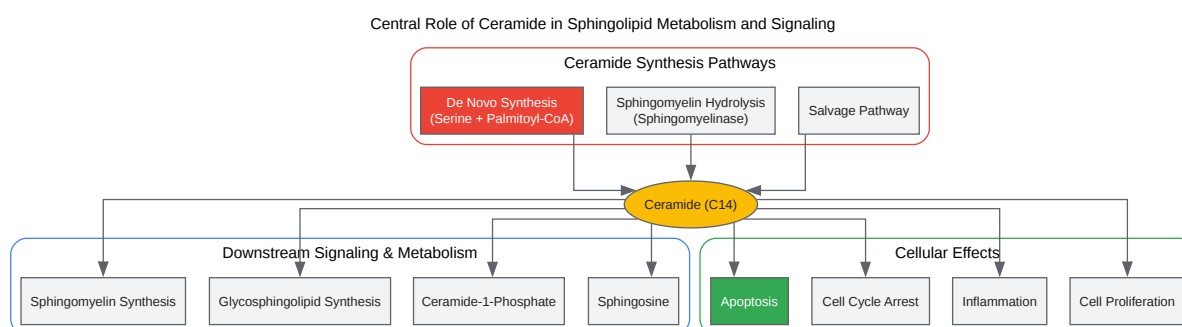 Central Role of Ceramide in Sphingolipid Metabolism and Signaling
Ceramide Synthesis Pathways
De Novo Synthesis
(Serine + Palmitoyl-CoA)
Sphingomyelin Hydrolysis
(Sphingomyelinase)
Salvage Pathway
Ceramide (C14)
Downstream Signaling & Metabolism
Sphingomyelin Synthesis
Glycosphingolipid Synthesis
Ceramide-1-Phosphate
Sphingosine
Cellular Effects
Apoptosis
Cell Cycle Arrest
Inflammation
Cell Proliferation